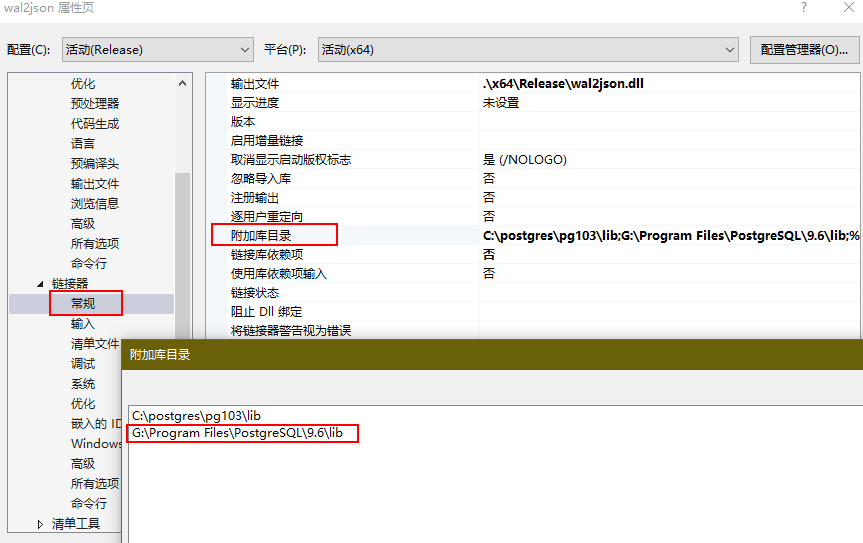 wal2json 属性页
?
配置(C): 活动(Release) 平台(P): 活动(x64) 配置管理器(O)...
优化
预处理器
代码生成
语言
预编译头
输出文件
浏览信息
高级
所有选项
命令行
链接器
常规
输入
清单文件
调试
系统
优化
嵌入的 ID
Windows
高级
所有选项
命令行
清单工具
输出文件 .\x64\Release\wal2json.dll
显示进度 未设置
版本
启用增量链接
取消显示启动版权标志 是 (/NOLOGO)
忽略导入库 否
注册输出 否
逐用户重定向 否
附加库目录 C:\postgres\pg103\lib;G:\Program Files\PostgreSQL\9.6\lib;%
链接库依赖项 否
使用库依赖项输入 否
链接状态
阻止 Dll 绑定
将链接器警告视为错误
附加库目录
C:\postgres\pg103\lib
G:\Program Files\PostgreSQL\9.6\lib